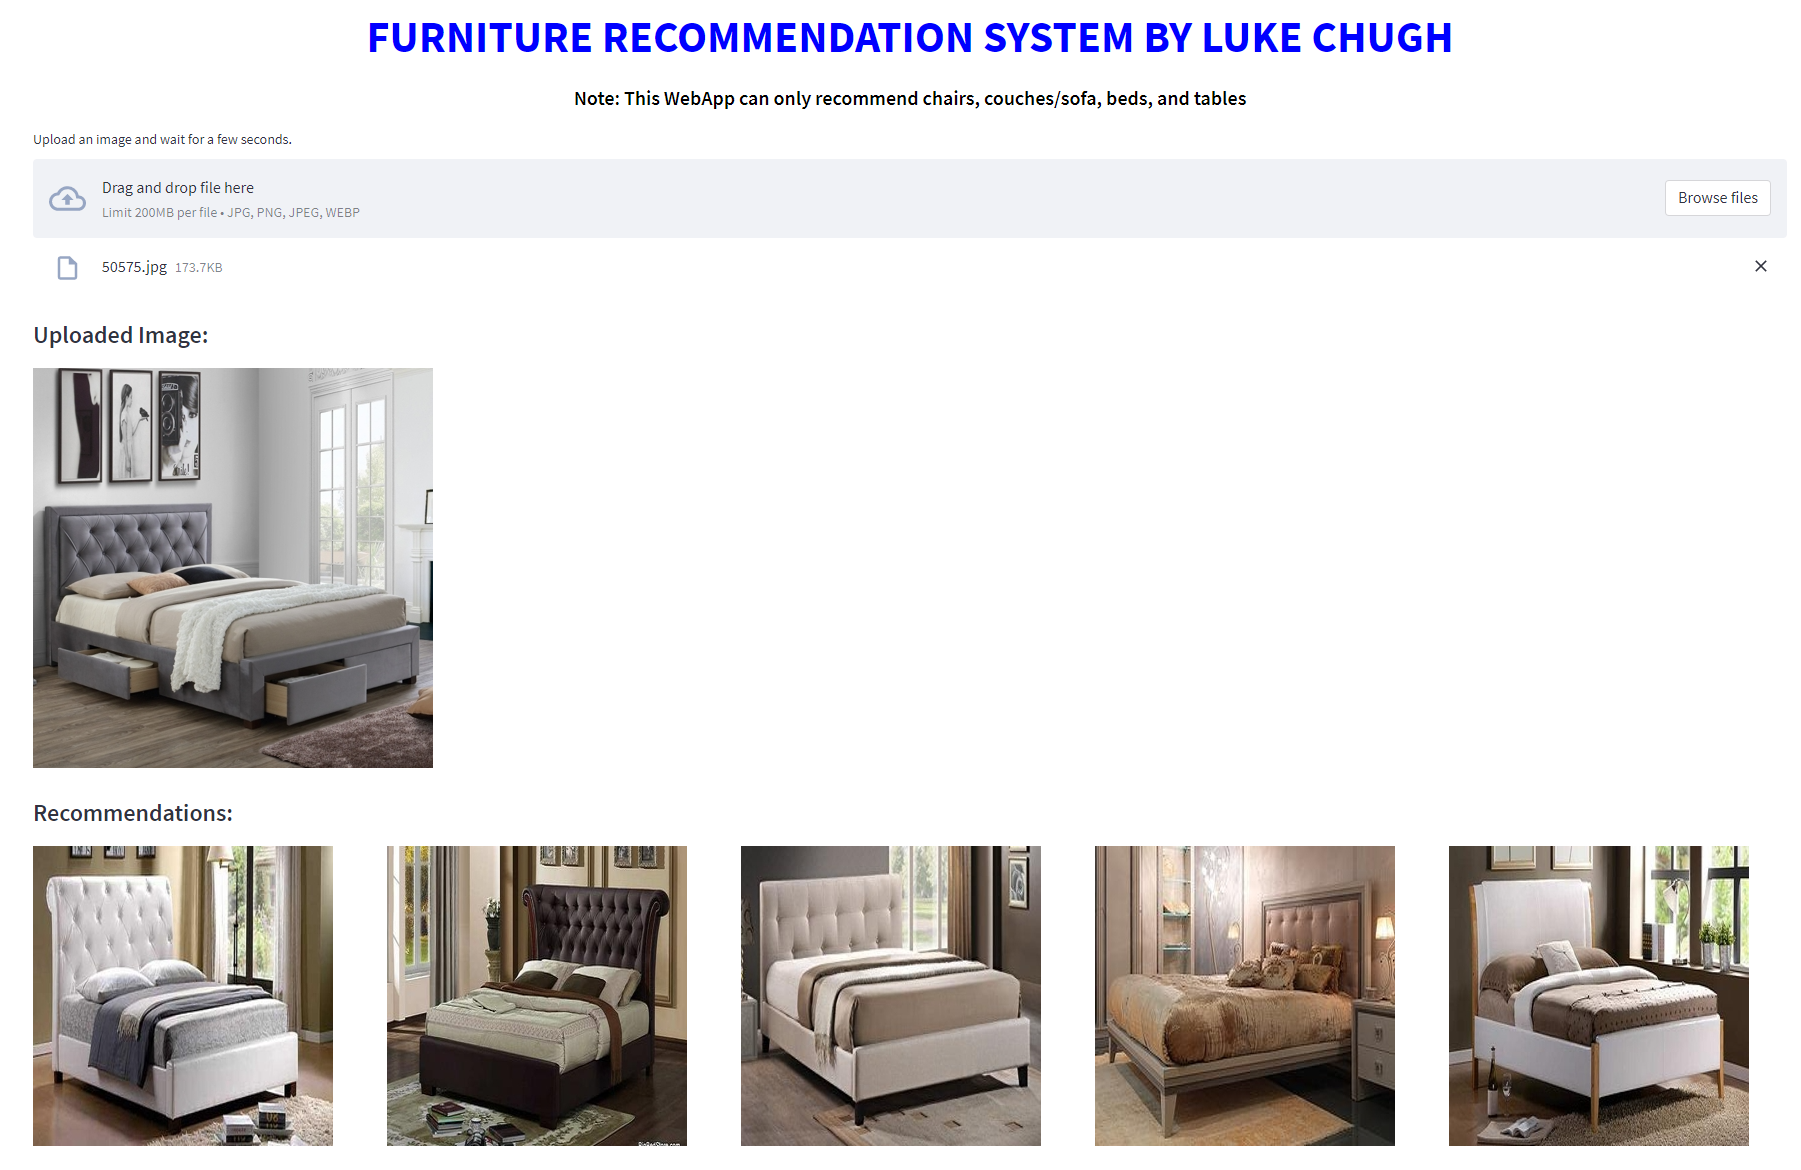 FURNITURE RECOMMENDATION SYSTEM BY LUKE CHUGH
Note: This WebApp can only recommend chairs, couches/sofa, beds, and tables
Upload an image and wait for a few seconds.
Drag and drop file here
Limit 200MB per file • JPG, PNG, JPEG, WEBP
Browse files
50575.jpg 173.7KB
Uploaded Image:
Recommendations: